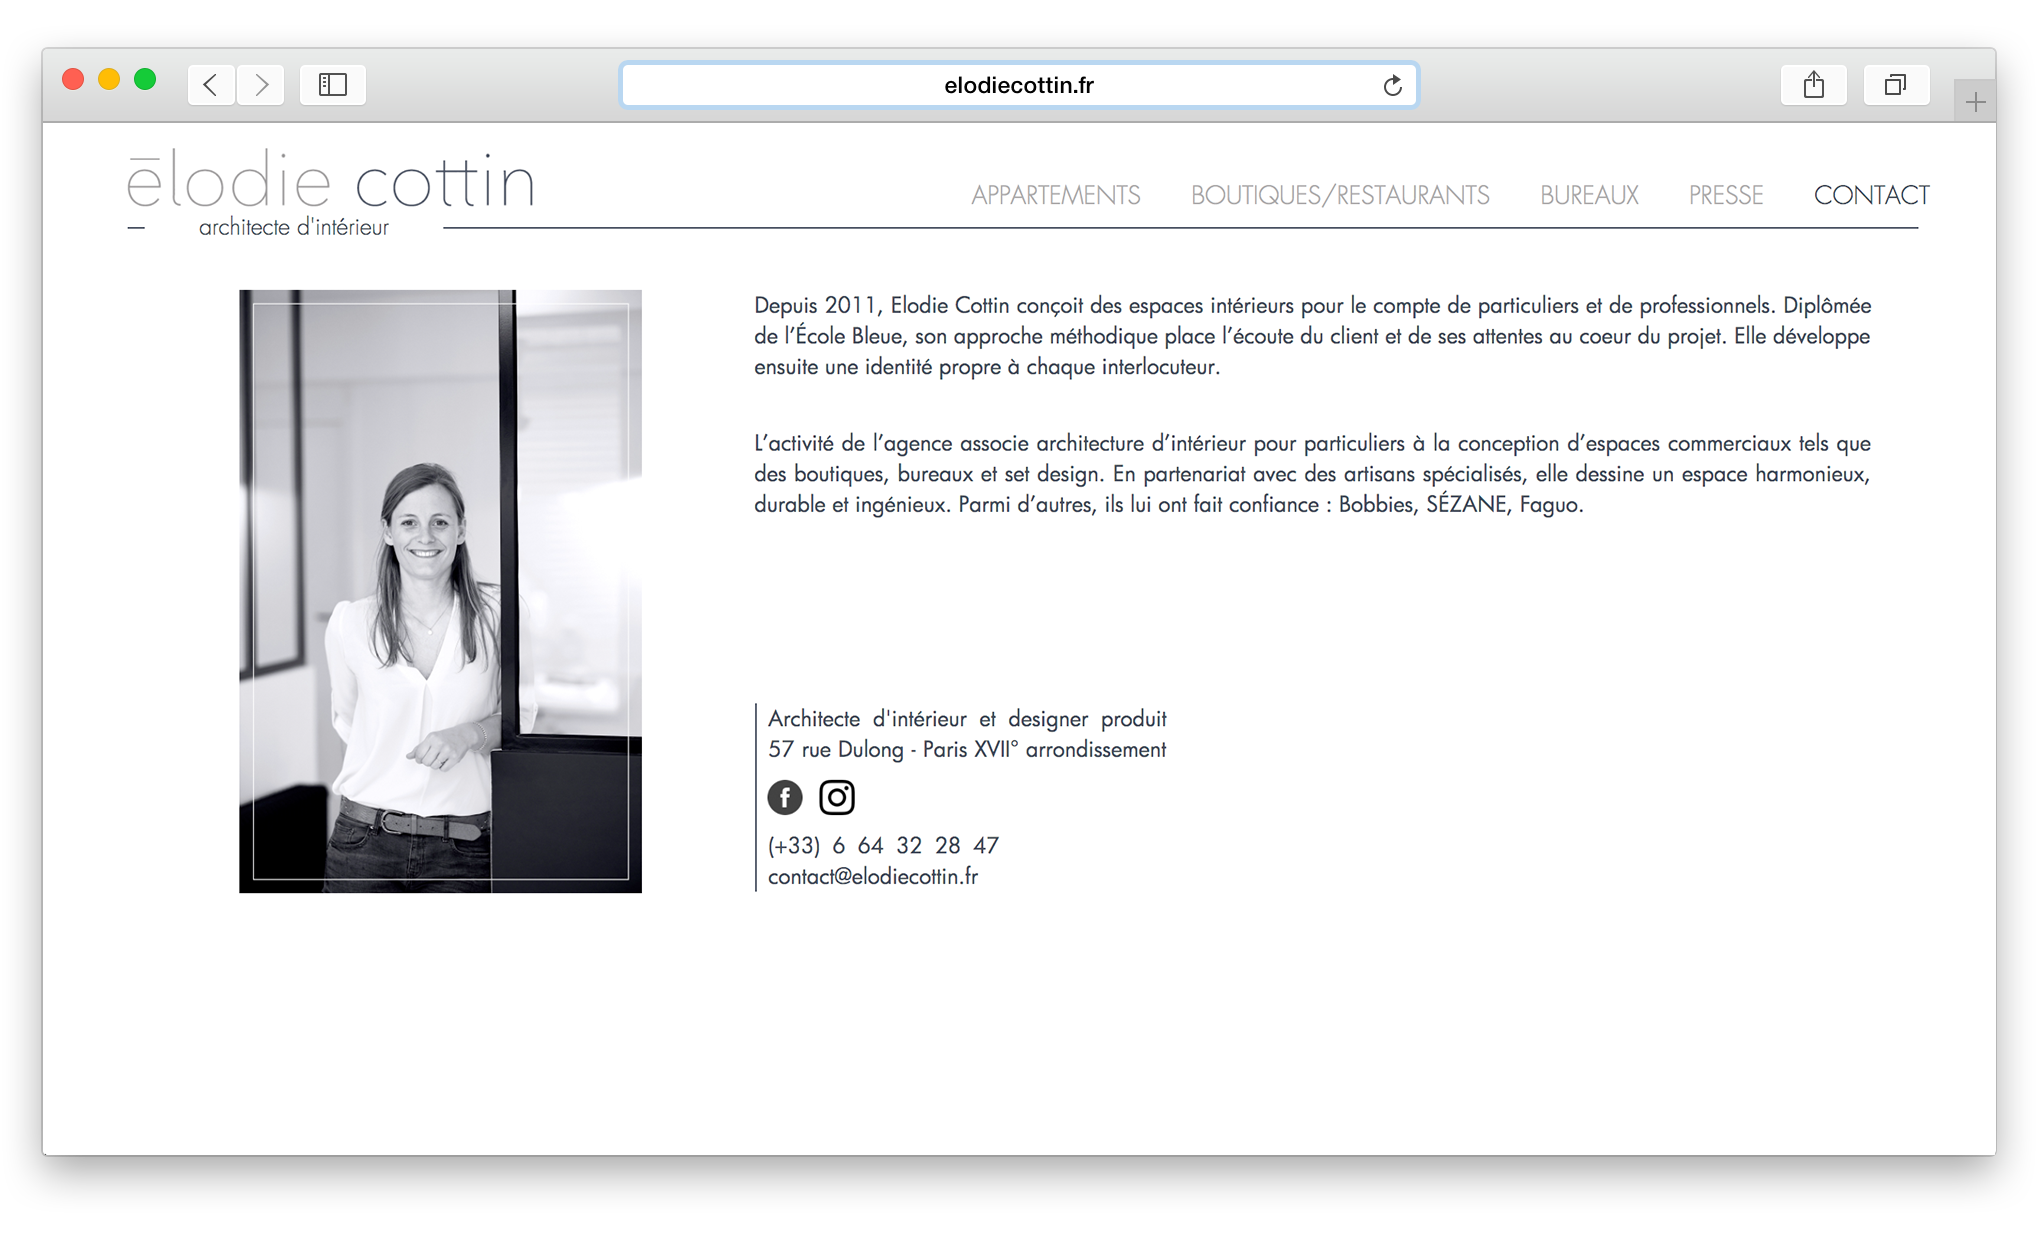 elodiecottin.fr
ēlodie cottin
architecte d'intérieur
APPARTEMENTS
BOUTIQUES/RESTAURANTS
BUREAUX
PRESSE
CONTACT
Depuis 2011, Elodie Cottin conçoit des espaces intérieurs pour le compte de particuliers et de professionnels. Diplômée
de l’École Bleue, son approche méthodique place l’écoute du client et de ses attentes au coeur du projet. Elle développe
ensuite une identité propre à chaque interlocuteur.
L’activité de l’agence associe architecture d’intérieur pour particuliers à la conception d’espaces commerciaux tels que
des boutiques, bureaux et set design. En partenariat avec des artisans spécialisés, elle dessine un espace harmonieux,
durable et ingénieux. Parmi d’autres, ils lui ont fait confiance : Bobbies, SÉZANE, Faguo.
Architecte d'intérieur et designer produit
57 rue Dulong - Paris XVII° arrondissement
(+33) 6 64 32 28 47
contact@elodiecottin.fr